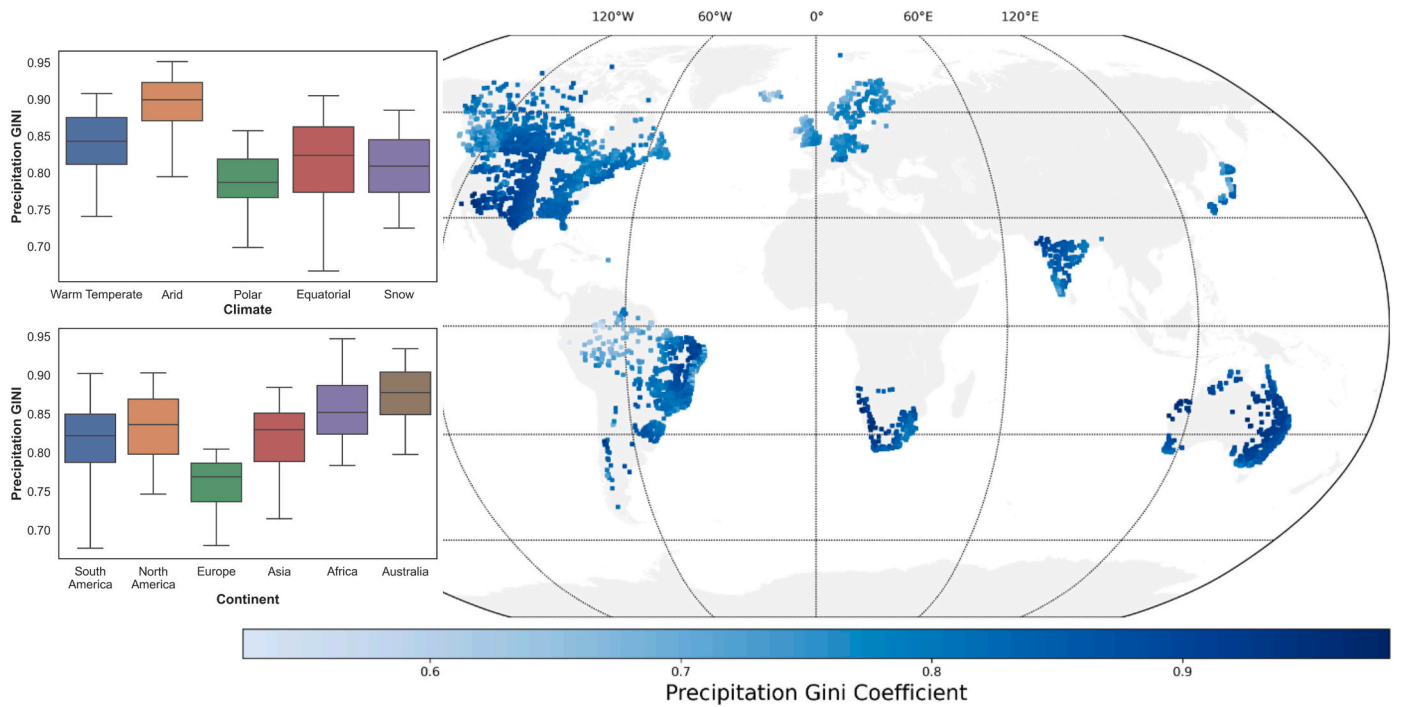 120°W 60°W 0° 60°E 120°E
0.95
0.90
0.85
0.80
0.75
0.70
Precipitation GINI
Warm Temperate Arid Polar Equatorial Snow
Climate
0.95
0.90
0.85
0.80
0.75
0.70
Precipitation GINI
South America North America Europe Asia Africa Australia
Continent
0.6 0.7 0.8 0.9
Precipitation Gini Coefficient